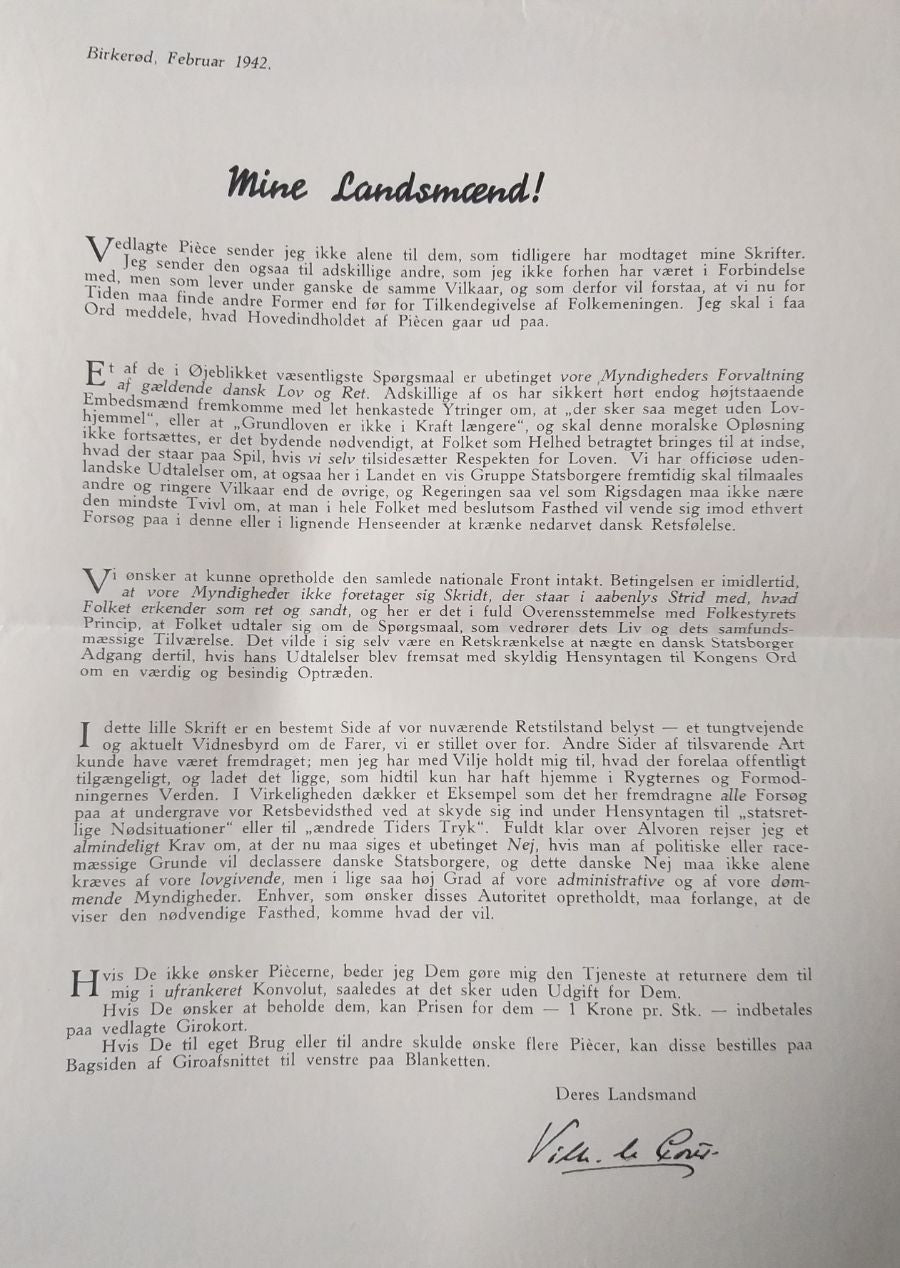 Birkerød, Februar 1942.
Mine Landsmænd!
Vedlagte Pièce sender jeg ikke alene til dem, som tidligere har modtaget mine Skrifter.
Jeg sender den ogsaa til adskillige andre, som jeg ikke forhen har været i Forbindelse
med, men som lever under ganske de samme Vilkaar, og som derfor vil forstaa, at vi nu for
Tiden maa finde andre Former end før for Tilkendegivelse af Folkemeningen. Jeg skal i faa
Ord meddele, hvad Hovedindholdet af Piècen gaar ud paa.
Et af de i Øjeblikket væsentligste Spørgsmaal er ubetinget vore Myndigheders Forvaltning
af gældende dansk Lov og Ret. Adskillige af os har sikkert hørt endog højtstaaende
Embedsmænd fremkomme med let henkastede Ytringer om, at „der sker saa meget uden Lov-
hjemmel“, eller at „Grundloven er ikke i Kraft længere“, og skal denne moralske Opløsning
ikke fortsættes, er det bydende nødvendigt, at Folket som Helhed betragtet bringes til at indse,
hvad der staar paa Spil, hvis vi selv tilsidesætter Respekten for Loven. Vi har officiøse uden-
landske Udtalelser om, at ogsaa her i Landet en vis Gruppe Statsborgere fremtidig skal tilmaales
andre og ringere Vilkaar end de øvrige, og Regeringen saa vel som Rigsdagen maa ikke nære
den mindste Tvivl om, at man i hele Folket med beslutsom Fasthed vil vende sig imod ethvert
Forsøg paa i denne eller i lignende Henseender at krænke nedarvet dansk Retsfølelse.
Vi ønsker at kunne opretholde den samlede nationale Front intakt. Betingelsen er imidlertid,
at vore Myndigheder ikke foretager sig Skridt, der staar i aabenlys Strid med, hvad
Folket erkender som ret og sandt, og her er det i fuld Overensstemmelse med Folkestyrets
Princip, at Folket udtaler sig om de Spørgsmaal, som vedrører dets Liv og dets samfunds-
mæssige Tilværelse. Det vilde i sig selv være en Retskrænkelse at nægte en dansk Statsborger
Adgang dertil, hvis hans Udtalelser blev fremsat med skyldig Hensyntagen til Kongens Ord
om en værdig og besindig Optræden.
I dette lille Skrift er en bestemt Side af vor nuværende Retstilstand belyst — et tungtvejende
og aktuelt Vidnesbyrd om de Farer, vi er stillet over for. Andre Sider af tilsvarende Art
kunde have været fremdraget; men jeg har med Vilje holdt mig til, hvad der forelaa offentligt
tilgængeligt, og ladet det ligge, som hidtil kun har haft hjemme i Rygternes og Formod-
ningernes Verden. I Virkeligheden dækker et Eksempel som det her fremdragne alle Forsøg
paa at undergrave vor Retsbevidsthed ved at skyde sig ind under Hensyntagen til „statsret-
lige Nødsituationer“ eller til „ændrede Tiders Tryk“. Fuldt klar over Alvoren rejser jeg et
almindeligt Krav om, at der nu maa siges et ubetinget Nej, hvis man af politiske eller race-
mæssige Grunde vil declassere danske Statsborgere, og dette danske Nej maa ikke alene
kræves af vore lovgivende, men i lige saa høj Grad af vore administrative og af vore døm-
mende Myndigheder. Enhver, som ønsker disses Autoritet opretholdt, maa forlange, at de
viser den nødvendige Fasthed, komme hvad der vil.
Hvis De ikke ønsker Piècerne, beder jeg Dem gøre mig den Tjeneste at returnere dem til
mig i ufrankeret Konvolut, saaledes at det sker uden Udgift for Dem.
Hvis De ønsker at beholde dem, kan Prisen for dem — 1 Krone pr. Stk. — indbetales
paa vedlagte Girokort.
Hvis De til eget Brug eller til andre skulde ønske flere Piècer, kan disse bestilles paa
Bagsiden af Giroafsnittet til venstre paa Blanketten.
Deres Landsmand
Vilh. la Cour